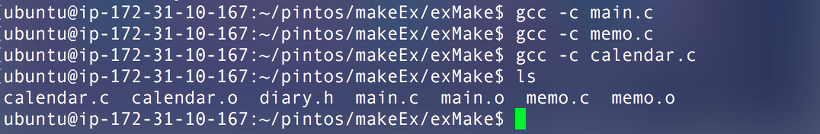 [ubuntu@ip-172-31-10-167:~/pintos/makeEx/exMake$ gcc -c main.c
[ubuntu@ip-172-31-10-167:~/pintos/makeEx/exMake$ gcc -c memo.c
[ubuntu@ip-172-31-10-167:~/pintos/makeEx/exMake$ gcc -c calendar.c
[ubuntu@ip-172-31-10-167:~/pintos/makeEx/exMake$ ls
calendar.c  calendar.o  diary.h  main.c  main.o  memo.c  memo.o
ubuntu@ip-172-31-10-167:~/pintos/makeEx/exMake$